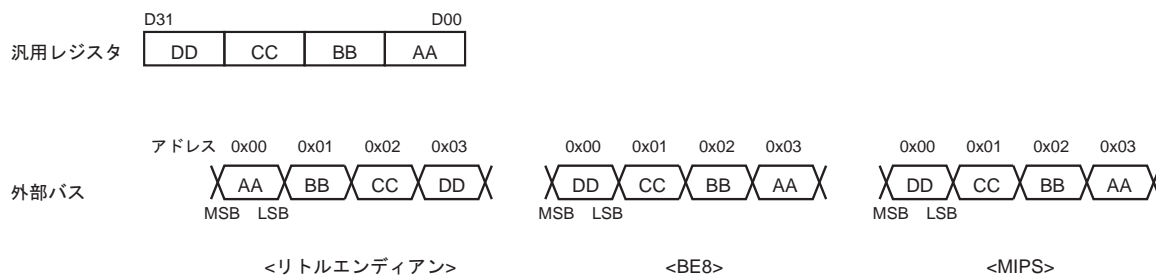 D31 D00
汎用レジスタ DD CC BB AA
アドレス 0x00 0x01 0x02 0x03 0x00 0x01 0x02 0x03 0x00 0x01 0x02 0x03
外部バス AA BB CC DD DD CC BB AA DD CC BB AA
MSB LSB MSB LSB MSB LSB
<リトルエンディアン> <BE8> <MIPS>